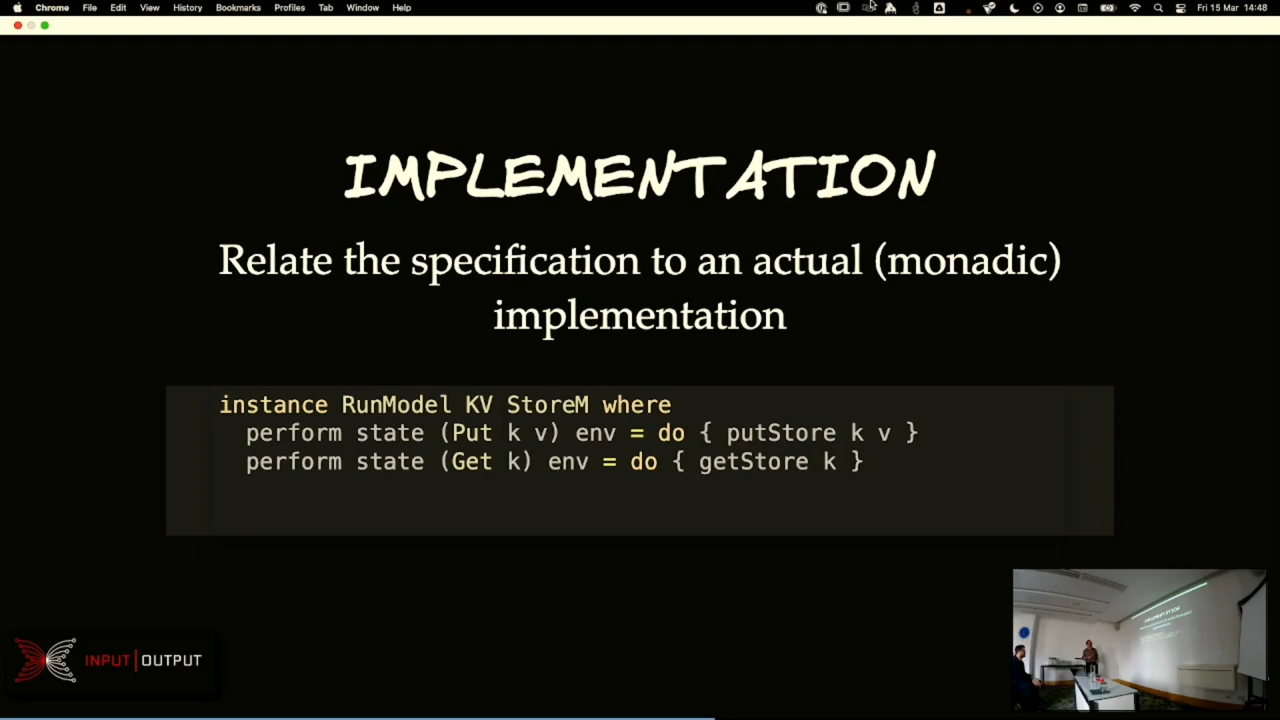 Chrome File Edit View History Bookmarks Profiles Tab Window Help Fri 15 Mar 14:48
IMPLEMENTATION
Relate the specification to an actual (monadic)
implementation
instance RunModel KV StoreM where
perform state (Put k v) env = do { putStore k v }
perform state (Get k) env = do { getStore k }
INPUT|OUTPUT